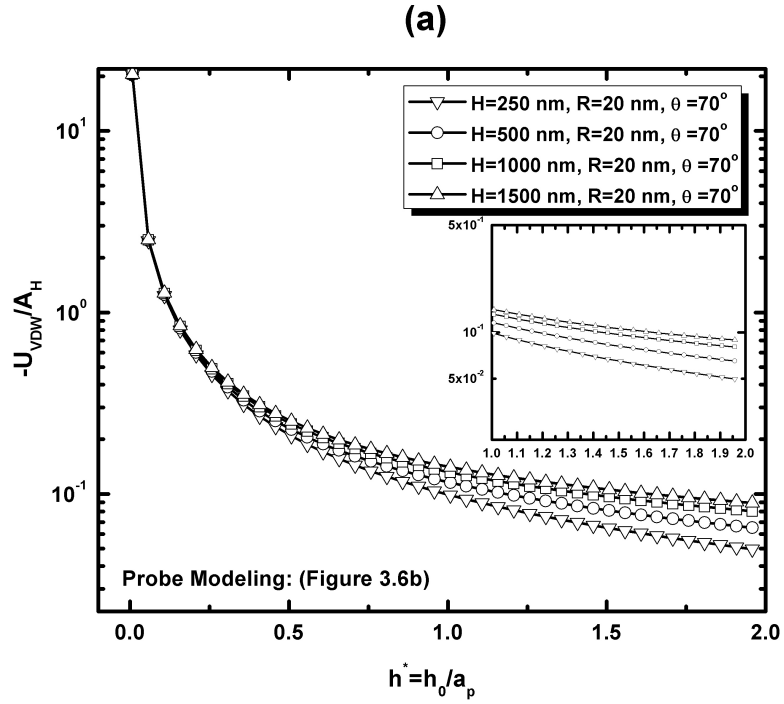 (a)
H=250 nm, R=20 nm, θ =70°
H=500 nm, R=20 nm, θ =70°
H=1000 nm, R=20 nm, θ =70°
H=1500 nm, R=20 nm, θ =70°
10¹
10⁰
10⁻¹
-U_VDW/A_H
5x10⁻¹
10⁻¹
5x10⁻²
1.0 1.1 1.2 1.3 1.4 1.5 1.6 1.7 1.8 1.9 2.0
Probe Modeling: (Figure 3.6b)
0.0 0.5 1.0 1.5 2.0
h*=h₀/aₚ